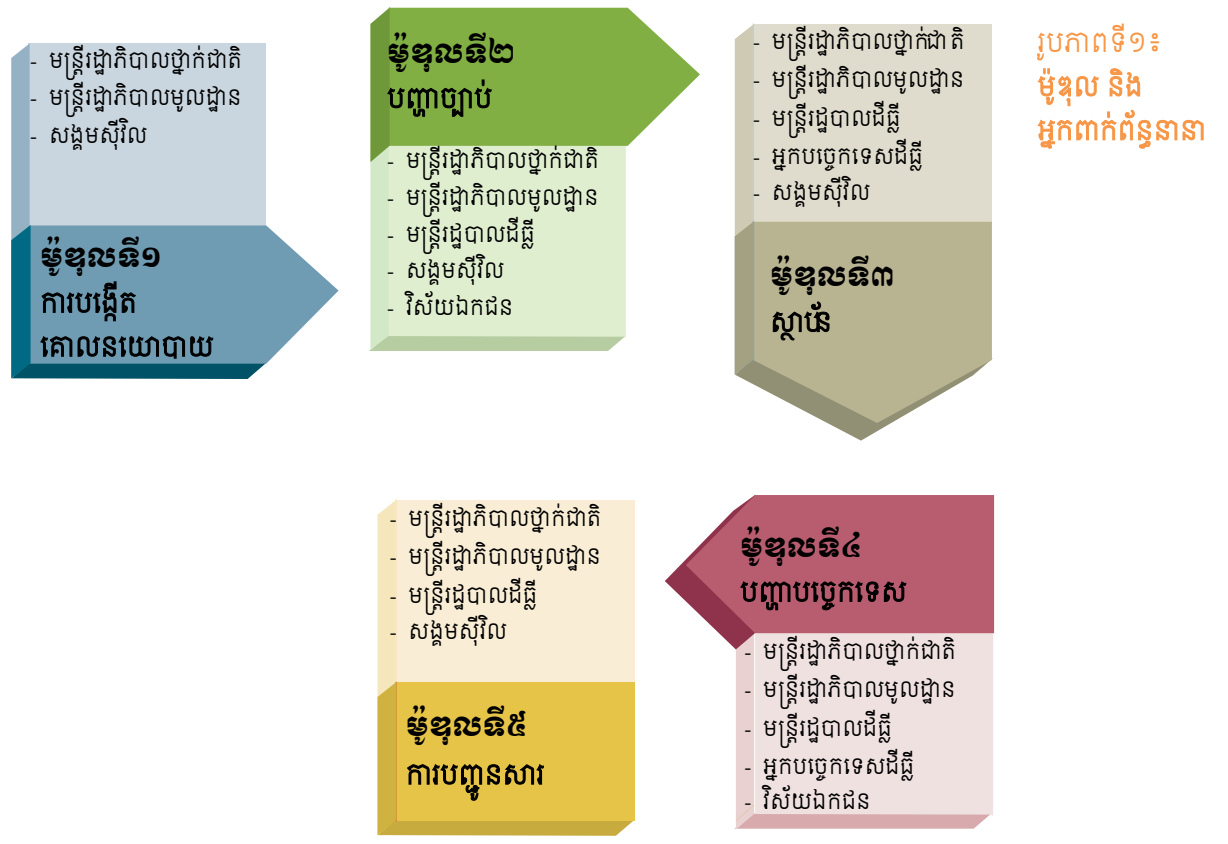 - មន្ត្រីរដ្ឋាភិបាលថ្នាក់ជាតិ
- មន្ត្រីរដ្ឋាភិបាលមូលដ្ឋាន
- សង្គមស៊ីវិល
ម៉ូឌុលទី១
ការបង្កើត
គោលនយោបាយ
ម៉ូឌុលទី២
បញ្ហាច្បាប់
- មន្ត្រីរដ្ឋាភិបាលថ្នាក់ជាតិ
- មន្ត្រីរដ្ឋាភិបាលមូលដ្ឋាន
- មន្ត្រីរដ្ឋបាលដីធ្លី
- សង្គមស៊ីវិល
- វិស័យឯកជន
- មន្ត្រីរដ្ឋាភិបាលថ្នាក់ជាតិ
- មន្ត្រីរដ្ឋាភិបាលមូលដ្ឋាន
- មន្ត្រីរដ្ឋបាលដីធ្លី
- អ្នកបច្ចេកទេសដីធ្លី
- សង្គមស៊ីវិល
ម៉ូឌុលទី៣
ស្ថាប័ន
រូបភាពទី១៖
ម៉ូឌុល និង
អ្នកពាក់ព័ន្ធនានា
ម៉ូឌុលទី៤
បញ្ហាបច្ចេកទេស
- មន្ត្រីរដ្ឋាភិបាលថ្នាក់ជាតិ
- មន្ត្រីរដ្ឋាភិបាលមូលដ្ឋាន
- មន្ត្រីរដ្ឋបាលដីធ្លី
- អ្នកបច្ចេកទេសដីធ្លី
- វិស័យឯកជន
- មន្ត្រីរដ្ឋាភិបាលថ្នាក់ជាតិ
- មន្ត្រីរដ្ឋាភិបាលមូលដ្ឋាន
- មន្ត្រីរដ្ឋបាលដីធ្លី
- សង្គមស៊ីវិល
ម៉ូឌុលទី៥
ការបញ្ជូនសារ